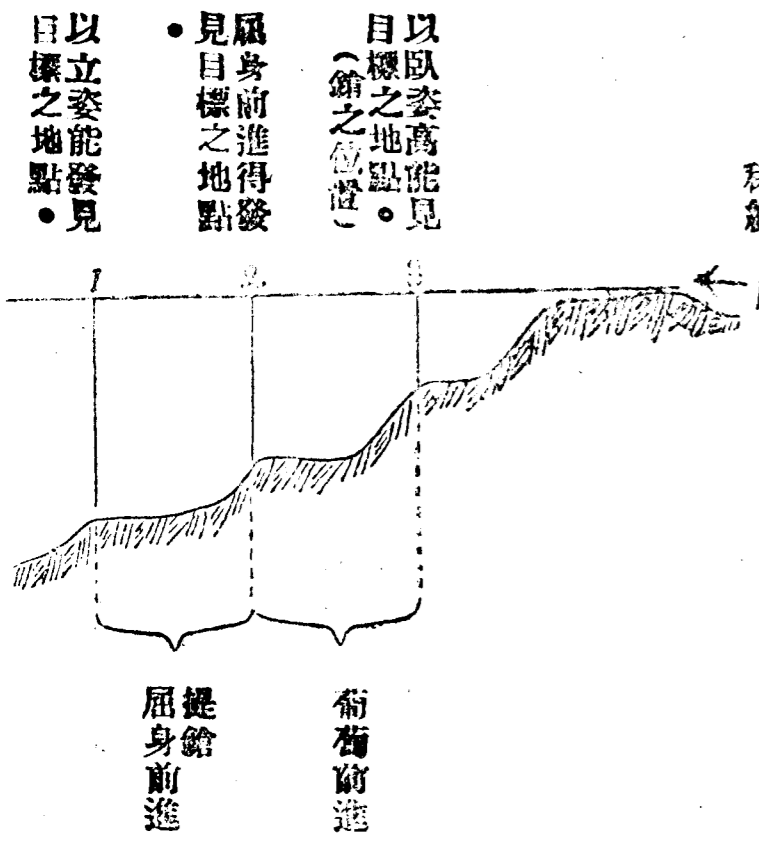 以臥姿高能見
目標之地點。
(鎗之位置)
屈身前進得發
見目標之地點
●
以立姿能發見
目標之地點●
3
2
1
匍匐前進
提鎗
屈身前進